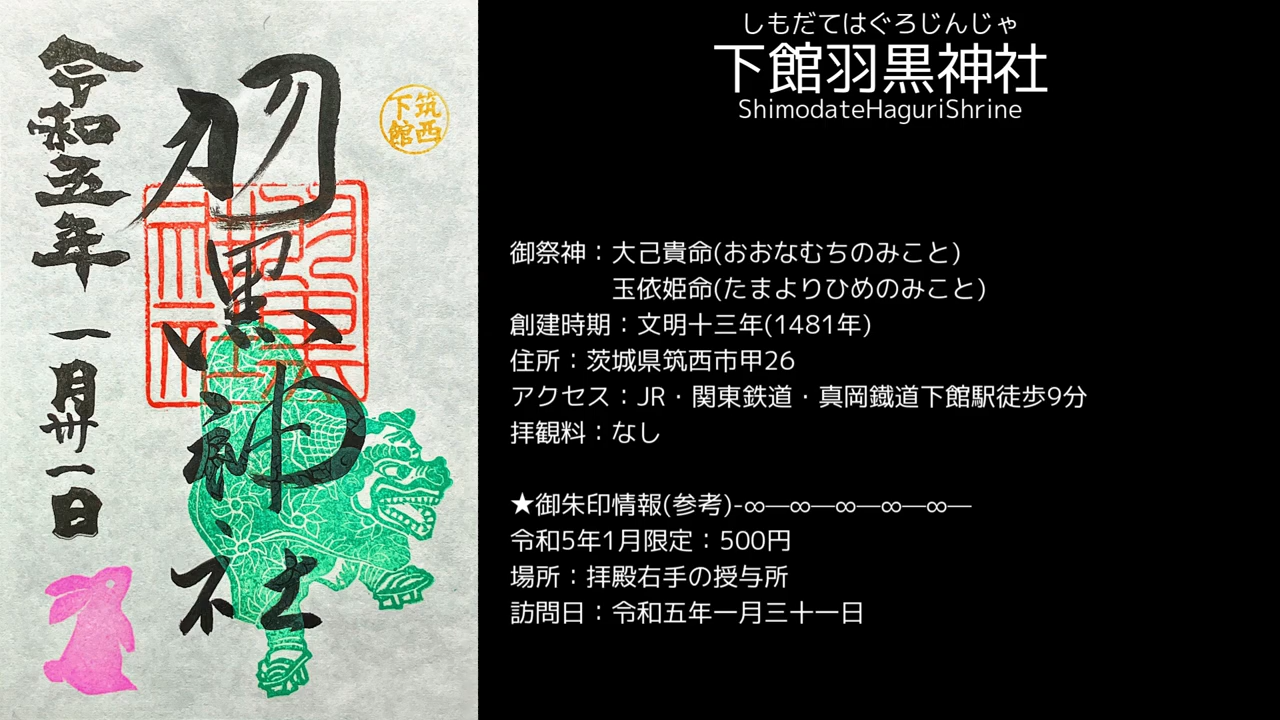 筑西
下館
羽黒神社
令和五年
一月卅一日
羽黒
神社
しもだてはぐろじんじゃ
下館羽黒神社
ShimodateHaguriShrine
御祭神：大己貴命(おおなむちのみこと)
玉依姫命(たまよりひめのみこと)
創建時期：文明十三年(1481年)
住所：茨城県筑西市甲26
アクセス：JR・関東鉄道・真岡鐵道下館駅徒歩9分
拝観料：なし
★御朱印情報(参考)-∞—∞—∞—∞—∞—
令和5年1月限定：500円
場所：拝殿右手の授与所
訪問日：令和五年一月三十一日